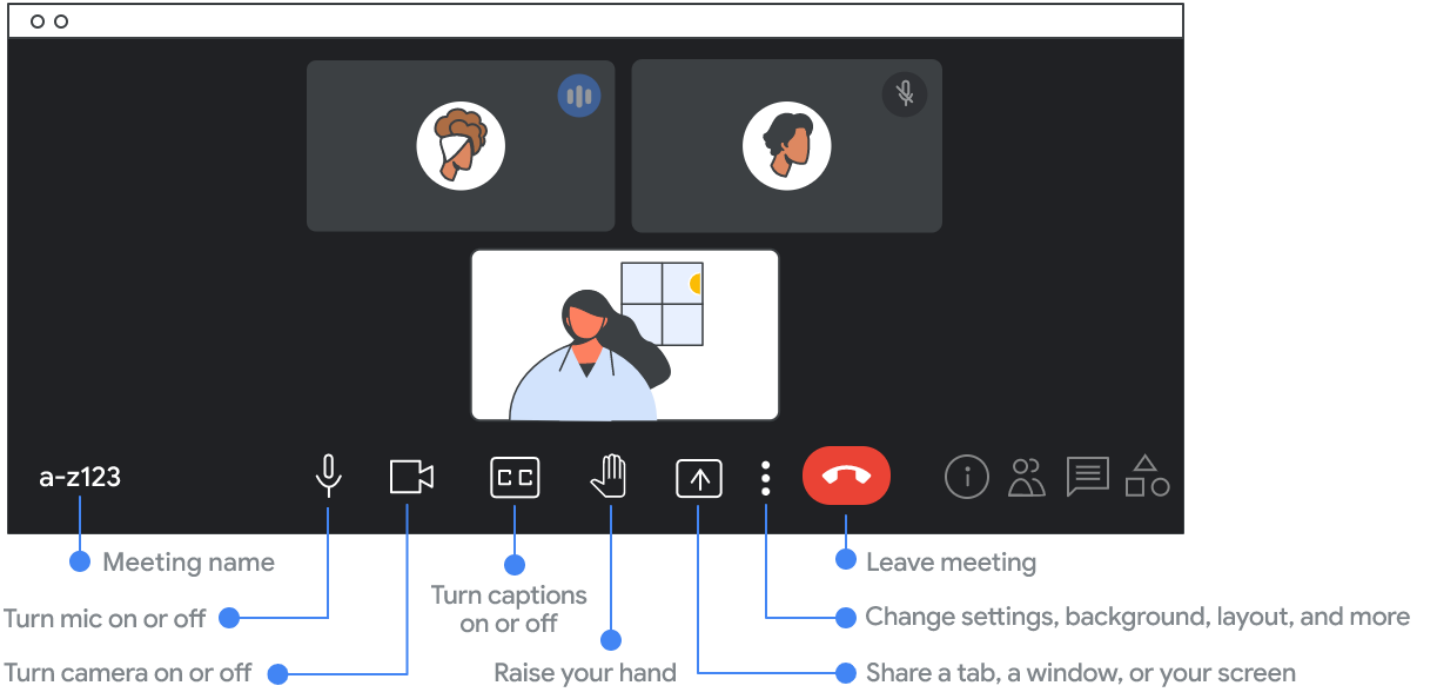 a-z123
CC
Meeting name
Leave meeting
Turn captions
on or off
Turn mic on or off
Change settings, background, layout, and more
Turn camera on or off
Raise your hand
Share a tab, a window, or your screen